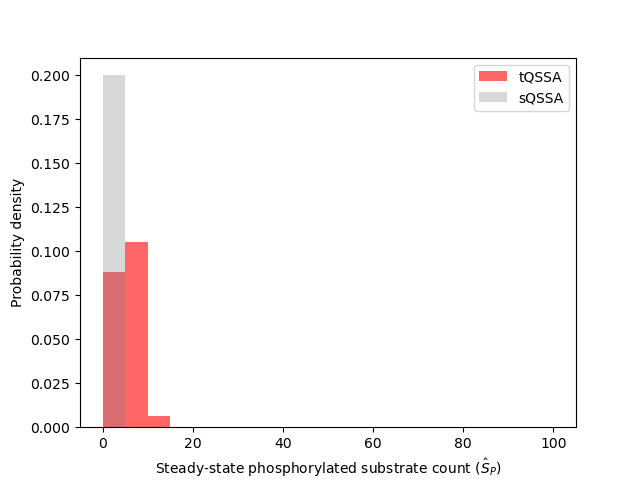 tQSSA
sQSSA
0.200
0.175
0.150
0.125
0.100
0.075
0.050
0.025
0.000
Probability density
0 20 40 60 80 100
Steady-state phosphorylated substrate count ($\hat{S}_P$)